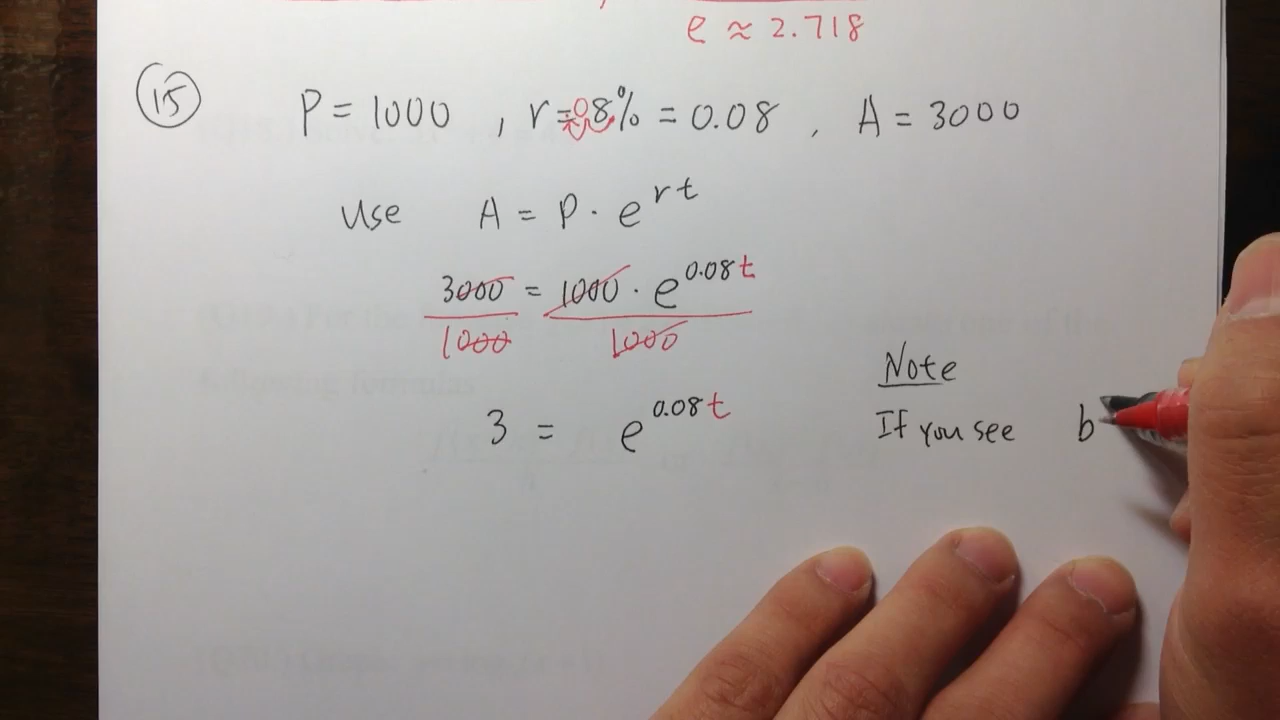 e ≈ 2.718
15 P = 1000 , r = 08% = 0.08 , A = 3000
Use A = P · e^rt
3000 = 1000 · e^0.08t
1000 1000
3 = e^0.08t
Note
If you see b